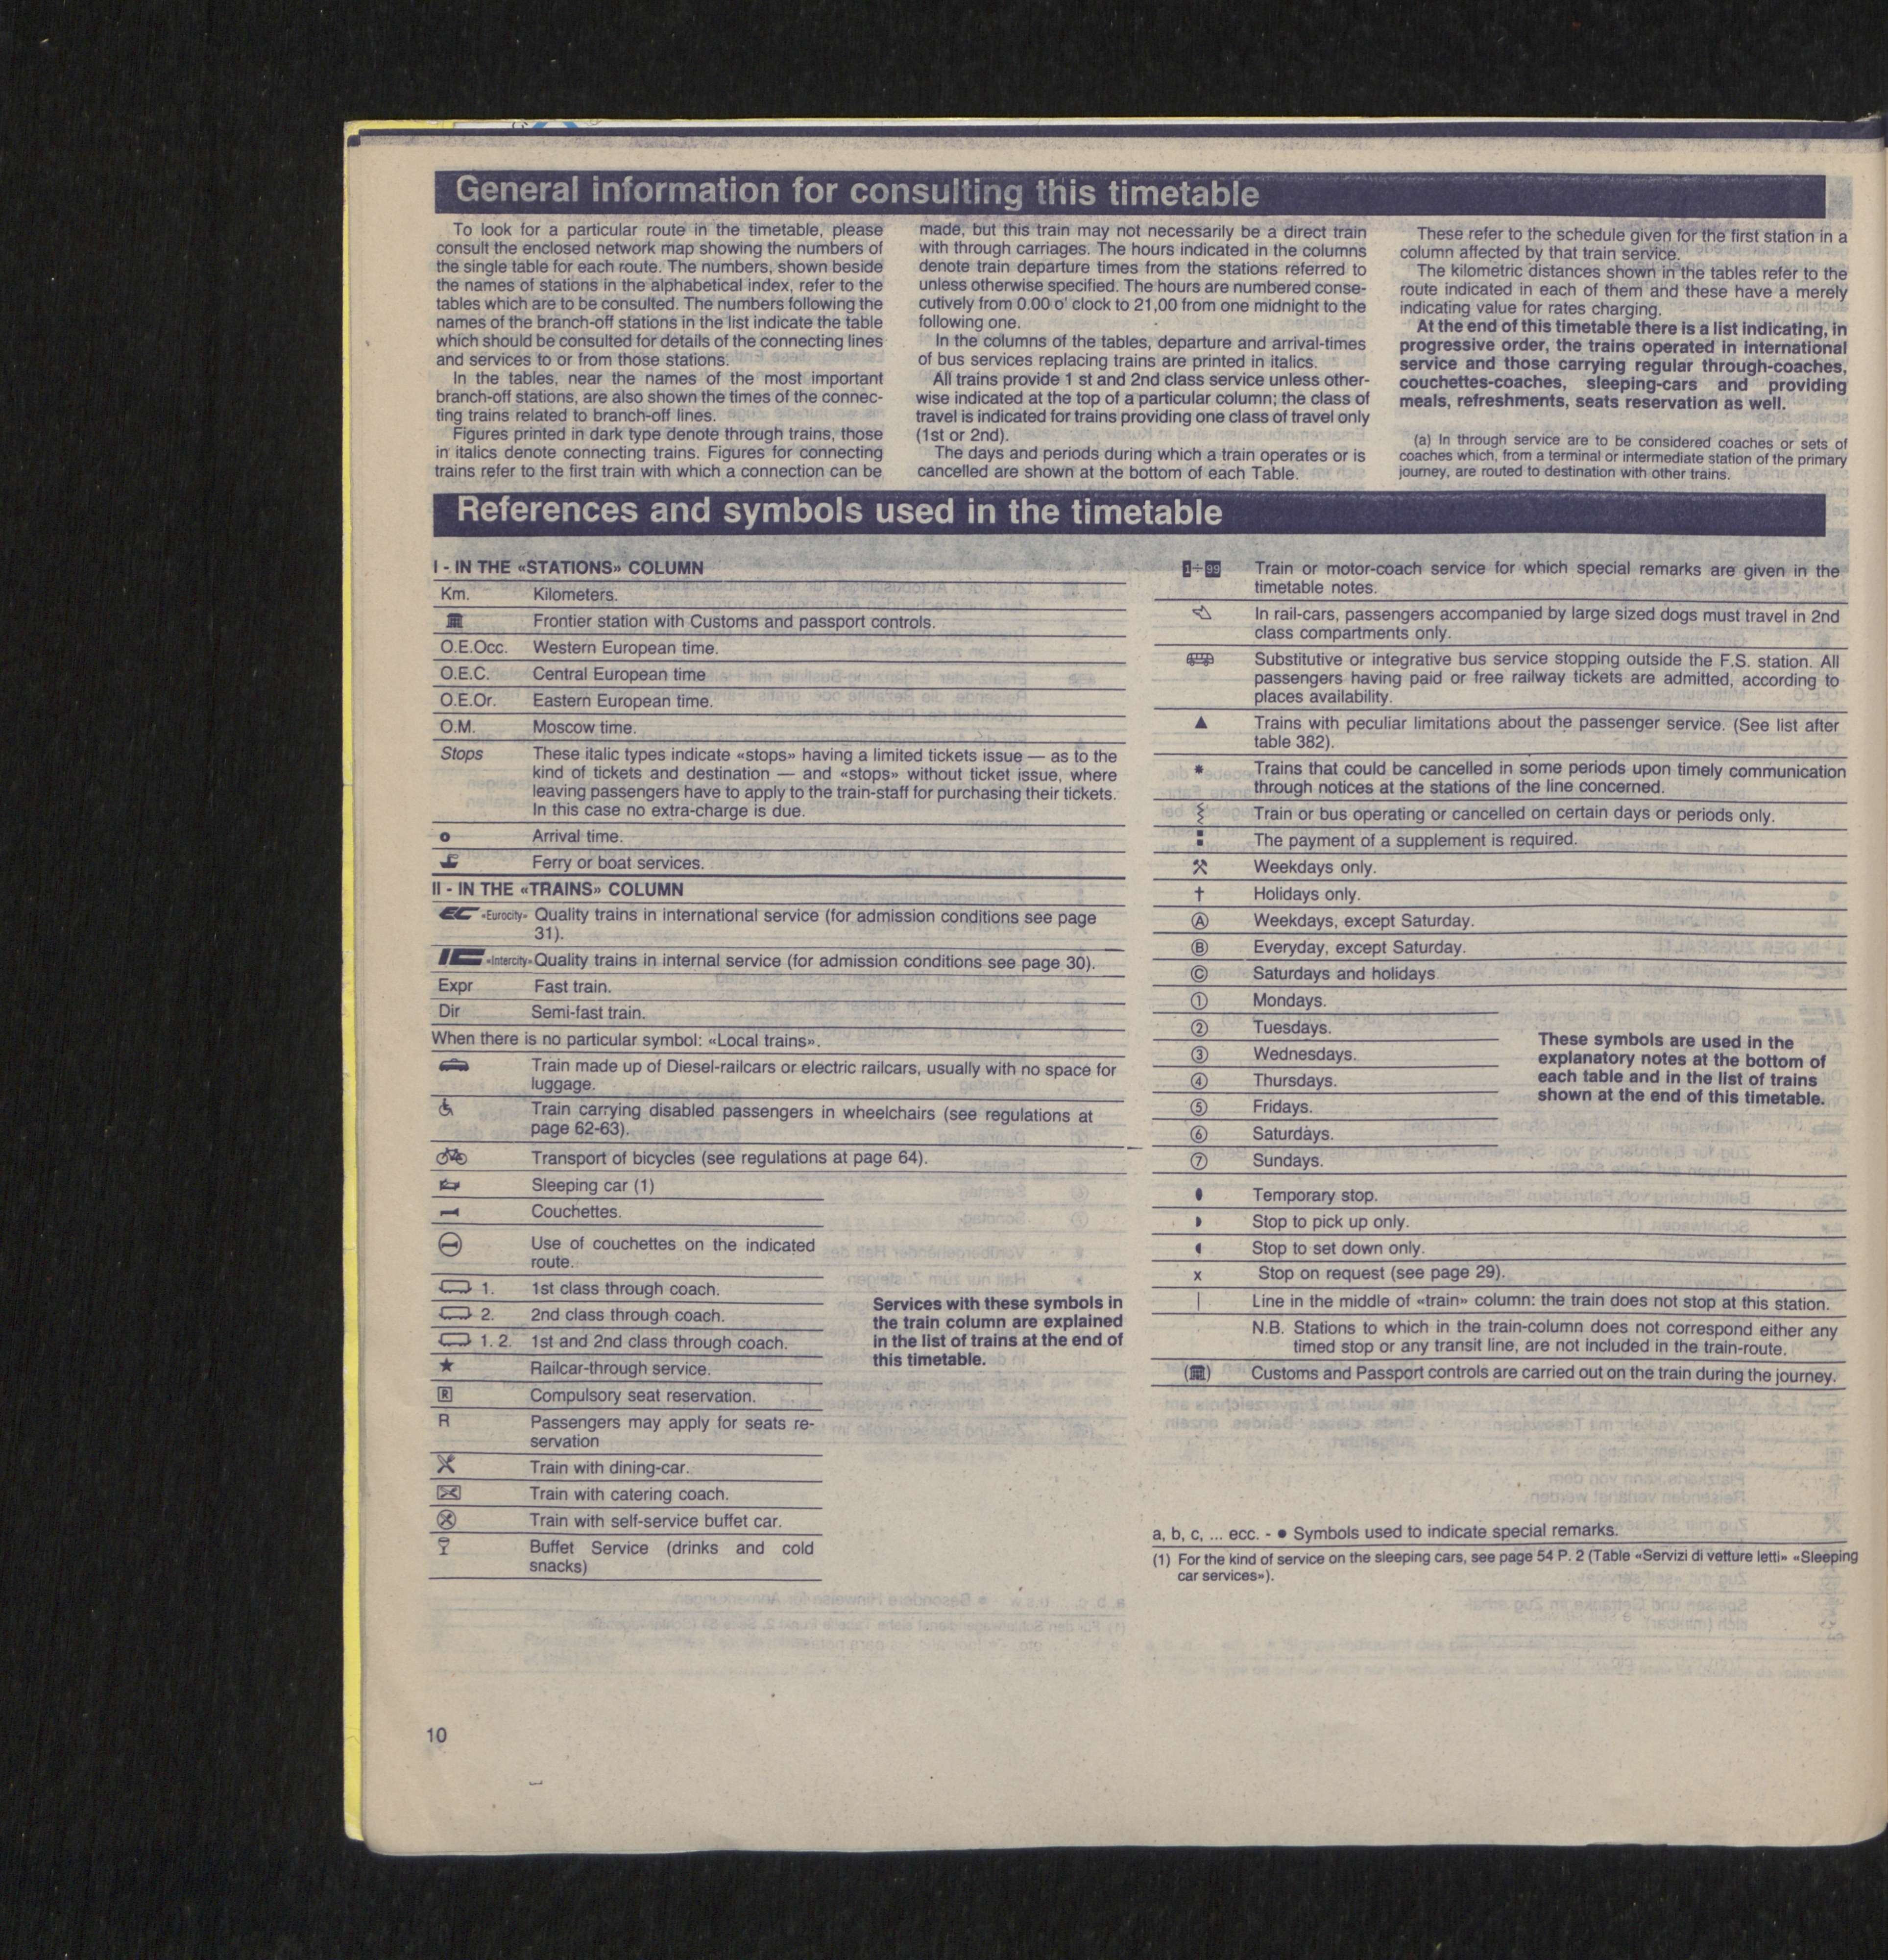 General information for consulting this timetable
To look for a particular route in the timetable, please
consult the enclosed network map showing the numbers of
the single table for each route. The numbers, shown beside
the names of stations in the alphabetical index, refer to the
tables which are to be consulted. The numbers following the
names of the branch-off stations in the list indicate the table
which should be consulted for details of the connecting lines
and services to or from those stations.
In the tables, near the names of the most important
branch-off stations, are also shown the times of the connec-
ting trains related to branch-off lines.
Figures printed in dark type denote through trains, those
in italics denote connecting trains. Figures for connecting
trains refer to the first train with which a connection can be
made, but this train may not necessarily be a direct train
with through carriages. The hours indicated in the columns
denote train departure times from the stations referred to
unless otherwise specified. The hours are numbered conse-
cutively from 0.00 o' clock to 21,00 from one midnight to the
following one.
In the columns of the tables, departure and arrival-times
of bus services replacing trains are printed in italics.
All trains provide 1 st and 2nd class service unless other-
wise indicated at the top of a particular column; the class of
travel is indicated for trains providing one class of travel only
(1st or 2nd).
The days and periods during which a train operates or is
cancelled are shown at the bottom of each Table.
These refer to the schedule given for the first station in a
column affected by that train service.
The kilometric distances shown in the tables refer to the
route indicated in each of them and these have a merely
indicating value for rates charging.
At the end of this timetable there is a list indicating, in
progressive order, the trains operated in international
service and those carrying regular through-coaches,
couchettes-coaches, sleeping-cars and providing
meals, refreshments, seats reservation as well.
(a) In through service are to be considered coaches or sets of
coaches which, from a terminal or intermediate station of the primary
journey, are routed to destination with other trains.
References and symbols used in the timetable
I - IN THE «STATIONS» COLUMN
Km. Kilometers.
Frontier station with Customs and passport controls.
O.E.Occ. Western European time.
O.E.C. Central European time
O.E.Or. Eastern European time.
O.M. Moscow time.
Stops These italic types indicate «stops» having a limited tickets issue — as to the
kind of tickets and destination — and «stops» without ticket issue, where
leaving passengers have to apply to the train-staff for purchasing their tickets.
In this case no extra-charge is due.
Arrival time.
Ferry or boat services.
II - IN THE «TRAINS» COLUMN
EC «Eurocity» Quality trains in international service (for admission conditions see page
31).
IC «Intercity» Quality trains in internal service (for admission conditions see page 30).
Expr Fast train.
Dir Semi-fast train.
When there is no particular symbol: «Local trains».
Train made up of Diesel-railcars or electric railcars, usually with no space for
luggage.
Train carrying disabled passengers in wheelchairs (see regulations at
page 62-63).
Transport of bicycles (see regulations at page 64).
Sleeping car (1)
Couchettes.
Use of couchettes on the indicated
route.
1. 1st class through coach.
2. 2nd class through coach.
1. 2. 1st and 2nd class through coach.
★ Railcar-through service.
R Compulsory seat reservation.
R Passengers may apply for seats re-
servation
Train with dining-car.
Train with catering coach.
Train with self-service buffet car.
Buffet Service (drinks and cold
snacks)
Services with these symbols in
the train column are explained
in the list of trains at the end of
this timetable.
1÷99 Train or motor-coach service for which special remarks are given in the
timetable notes.
In rail-cars, passengers accompanied by large sized dogs must travel in 2nd
class compartments only.
Substitutive or integrative bus service stopping outside the F.S. station. All
passengers having paid or free railway tickets are admitted, according to
places availability.
▲ Trains with peculiar limitations about the passenger service. (See list after
table 382).
* Trains that could be cancelled in some periods upon timely communication
through notices at the stations of the line concerned.
Train or bus operating or cancelled on certain days or periods only.
The payment of a supplement is required.
Weekdays only.
† Holidays only.
Ⓐ Weekdays, except Saturday.
Ⓑ Everyday, except Saturday.
Ⓒ Saturdays and holidays
① Mondays.
② Tuesdays.
③ Wednesdays.
④ Thursdays.
⑤ Fridays.
⑥ Saturdays.
⑦ Sundays.
These symbols are used in the
explanatory notes at the bottom of
each table and in the list of trains
shown at the end of this timetable.
Temporary stop.
Stop to pick up only.
Stop to set down only.
x Stop on request (see page 29).
| Line in the middle of «train» column: the train does not stop at this station.
N.B. Stations to which in the train-column does not correspond either any
timed stop or any transit line, are not included in the train-route.
Customs and Passport controls are carried out on the train during the journey.
a, b, c, ... ecc. - ● Symbols used to indicate special remarks.
(1) For the kind of service on the sleeping cars, see page 54 P. 2 (Table «Servizi di vetture letti» «Sleeping
car services»).
10